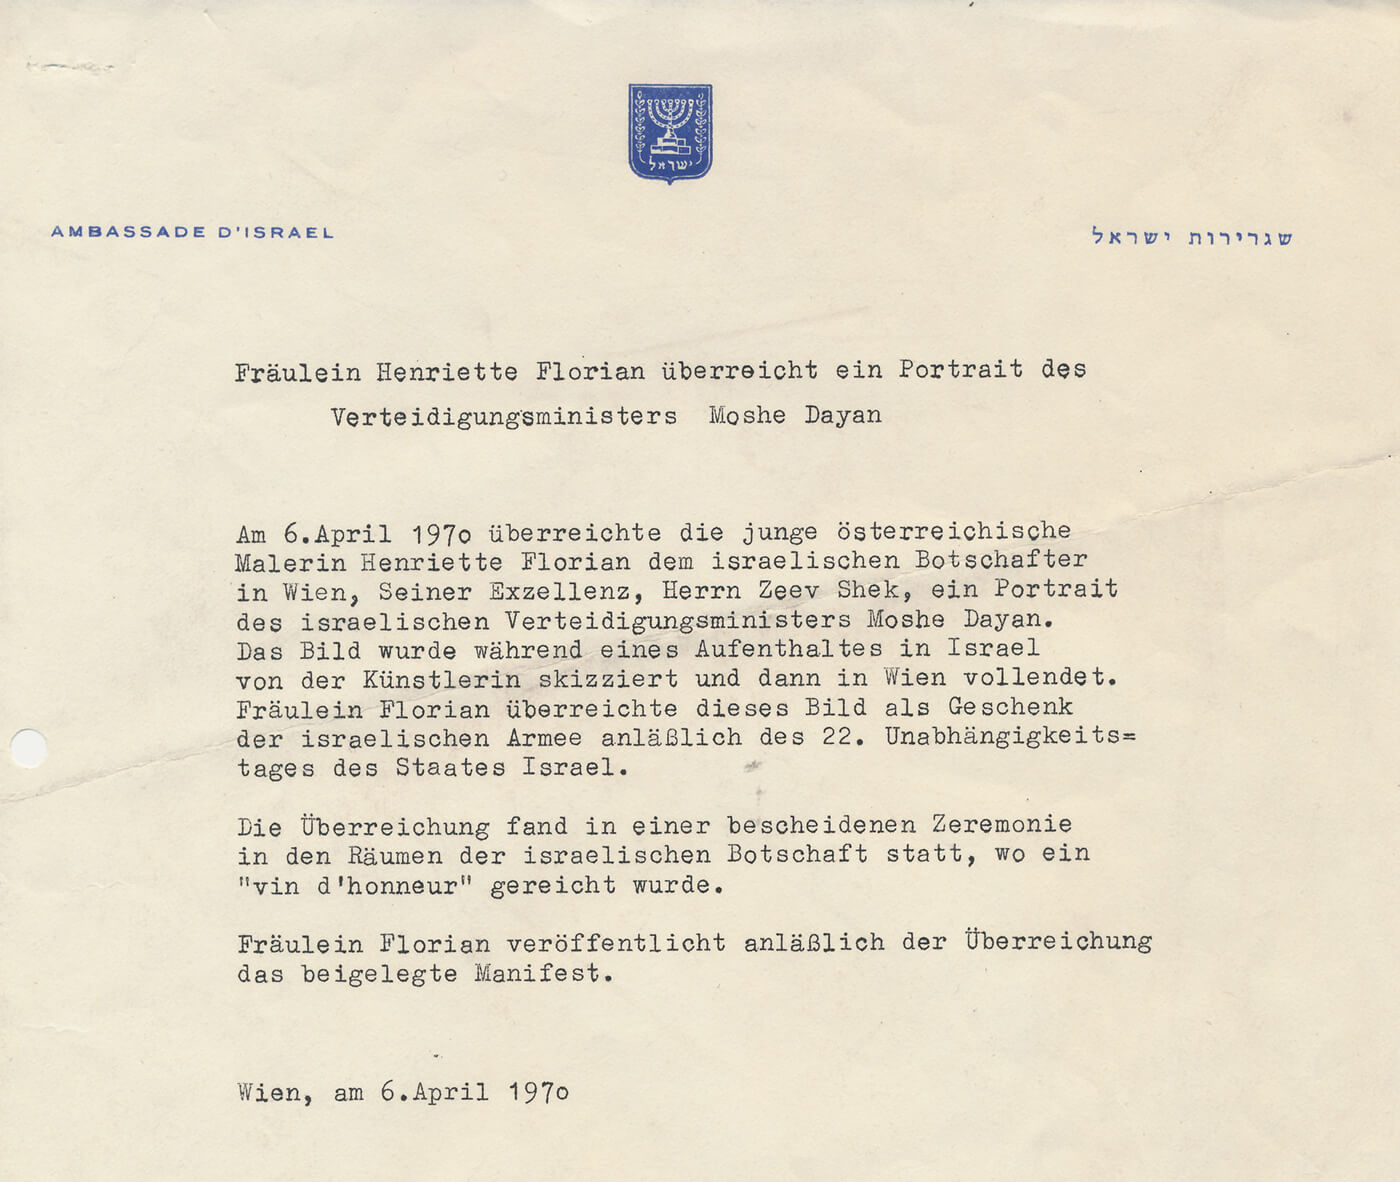 ישראל
AMBASSADE D'ISRAEL
שגרירות ישראל
Fräulein Henriette Florian überreicht ein Portrait des
Verteidigungsministers Moshe Dayan
Am 6.April 197o überreichte die junge österreichische
Malerin Henriette Florian dem israelischen Botschafter
in Wien, Seiner Exzellenz, Herrn Zeev Shek, ein Portrait
des israelischen Verteidigungsministers Moshe Dayan.
Das Bild wurde während eines Aufenthaltes in Israel
von der Künstlerin skizziert und dann in Wien vollendet.
Fräulein Florian überreichte dieses Bild als Geschenk
der israelischen Armee anläßlich des 22. Unabhängigkeits=
tages des Staates Israel.
Die Überreichung fand in einer bescheidenen Zeremonie
in den Räumen der israelischen Botschaft statt, wo ein
"vin d'honneur" gereicht wurde.
Fräulein Florian veröffentlicht anläßlich der Überreichung
das beigelegte Manifest.
Wien, am 6.April 197o